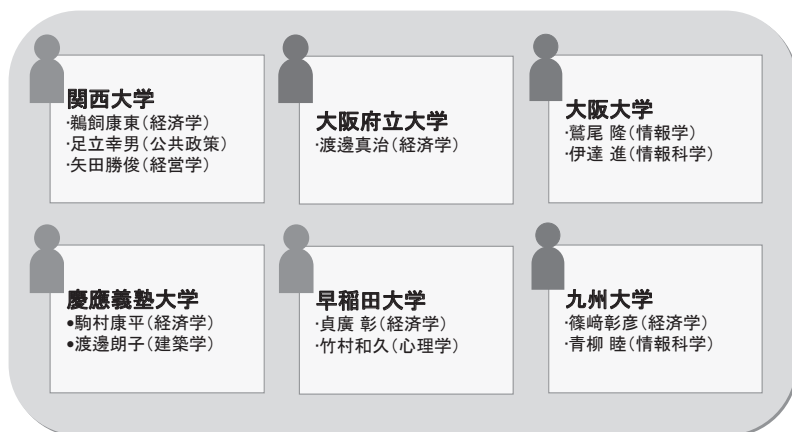 関西大学
・鵜飼康東（経済学）
・足立幸男（公共政策）
・矢田勝俊（経営学）
大阪府立大学
・渡邊真治（経済学）
大阪大学
・鷲尾 隆（情報学）
・伊達 進（情報科学）
慶應義塾大学
•駒村康平（経済学）
•渡邊朗子（建築学）
早稲田大学
・貞廣 彰（経済学）
・竹村和久（心理学）
九州大学
・篠﨑彰彦（経済学）
・青柳 睦（情報科学）